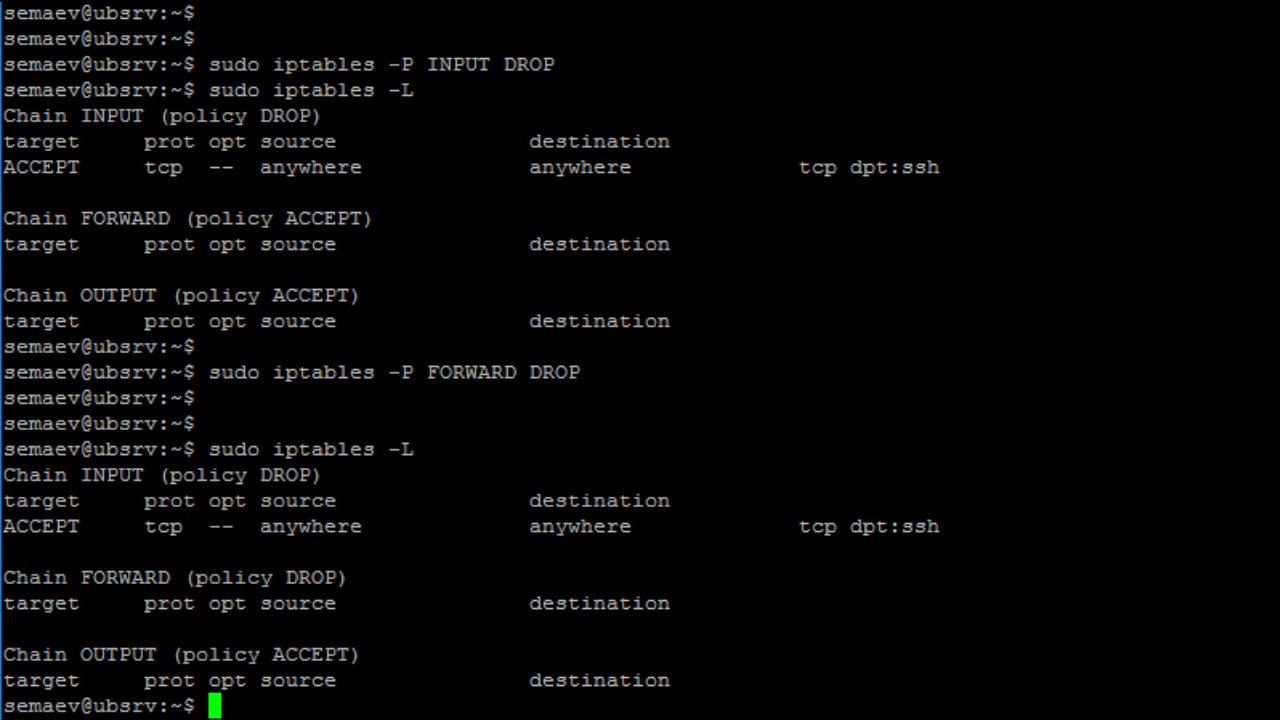 semaev@ubsrv:~$
semaev@ubsrv:~$
semaev@ubsrv:~$ sudo iptables -P INPUT DROP
semaev@ubsrv:~$ sudo iptables -L
Chain INPUT (policy DROP)
target     prot opt source               destination
ACCEPT     tcp  --  anywhere             anywhere             tcp dpt:ssh

Chain FORWARD (policy ACCEPT)
target     prot opt source               destination

Chain OUTPUT (policy ACCEPT)
target     prot opt source               destination
semaev@ubsrv:~$
semaev@ubsrv:~$ sudo iptables -P FORWARD DROP
semaev@ubsrv:~$
semaev@ubsrv:~$
semaev@ubsrv:~$ sudo iptables -L
Chain INPUT (policy DROP)
target     prot opt source               destination
ACCEPT     tcp  --  anywhere             anywhere             tcp dpt:ssh

Chain FORWARD (policy DROP)
target     prot opt source               destination

Chain OUTPUT (policy ACCEPT)
target     prot opt source               destination
semaev@ubsrv:~$